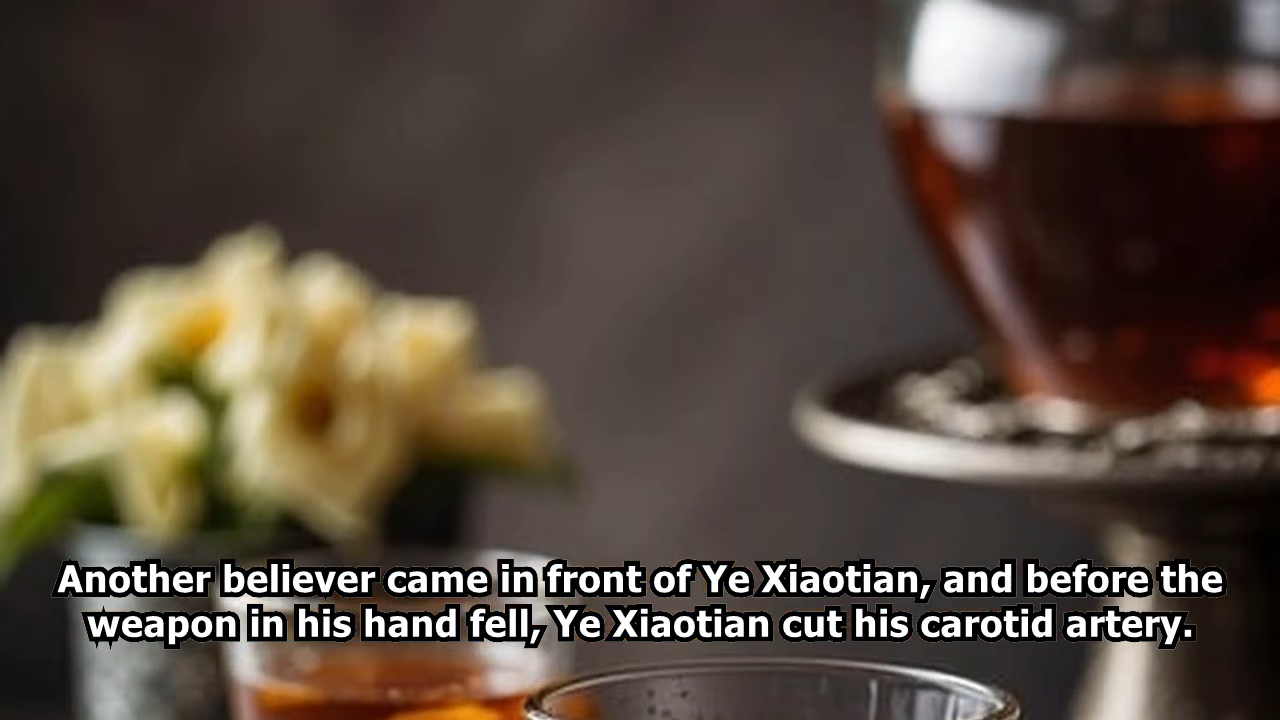 Another believer came in front of Ye Xiaotian, and before the
weapon in his hand fell, Ye Xiaotian cut his carotid artery.